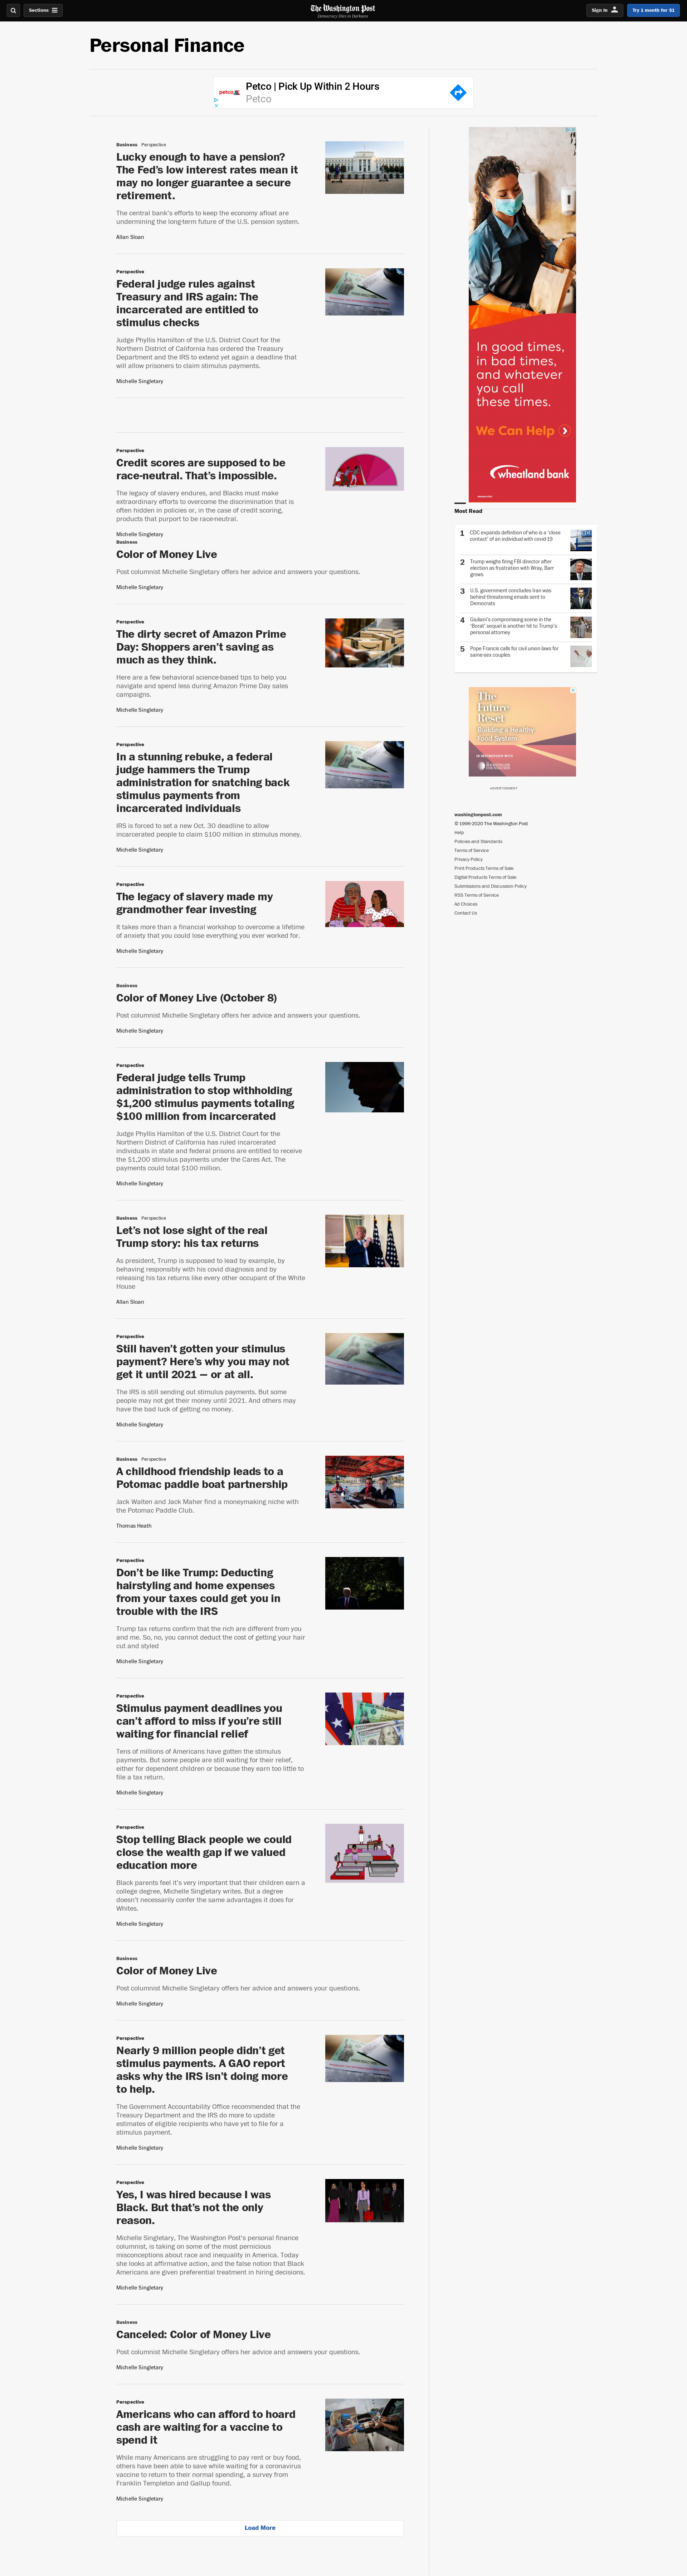 Sections
The Washington Post
Democracy Dies in Darkness
Sign In
Try 1 month for $1
Personal Finance
petco
Petco | Pick Up Within 2 Hours
Petco
Business Perspective
Lucky enough to have a pension?
The Fed’s low interest rates mean it
may no longer guarantee a secure
retirement.
The central bank’s efforts to keep the economy afloat are
undermining the long-term future of the U.S. pension system.
Allan Sloan
Perspective
Federal judge rules against
Treasury and IRS again: The
incarcerated are entitled to
stimulus checks
Judge Phyllis Hamilton of the U.S. District Court for the
Northern District of California has ordered the Treasury
Department and the IRS to extend yet again a deadline that
will allow prisoners to claim stimulus payments.
Michelle Singletary
Perspective
Credit scores are supposed to be
race-neutral. That’s impossible.
The legacy of slavery endures, and Blacks must make
extraordinary efforts to overcome the discrimination that is
often hidden in policies or, in the case of credit scoring,
products that purport to be race-neutral.
Michelle Singletary
Business
Color of Money Live
Post columnist Michelle Singletary offers her advice and answers your questions.
Michelle Singletary
Perspective
The dirty secret of Amazon Prime
Day: Shoppers aren’t saving as
much as they think.
Here are a few behavioral science-based tips to help you
navigate and spend less during Amazon Prime Day sales
campaigns.
Michelle Singletary
Perspective
In a stunning rebuke, a federal
judge hammers the Trump
administration for snatching back
stimulus payments from
incarcerated individuals
IRS is forced to set a new Oct. 30 deadline to allow
incarcerated people to claim $100 million in stimulus money.
Michelle Singletary
Perspective
The legacy of slavery made my
grandmother fear investing
It takes more than a financial workshop to overcome a lifetime
of anxiety that you could lose everything you ever worked for.
Michelle Singletary
Business
Color of Money Live (October 8)
Post columnist Michelle Singletary offers her advice and answers your questions.
Michelle Singletary
Perspective
Federal judge tells Trump
administration to stop withholding
$1,200 stimulus payments totaling
$100 million from incarcerated
Judge Phyllis Hamilton of the U.S. District Court for the
Northern District of California has ruled incarcerated
individuals in state and federal prisons are entitled to receive
the $1,200 stimulus payments under the Cares Act. The
payments could total $100 million.
Michelle Singletary
Business Perspective
Let’s not lose sight of the real
Trump story: his tax returns
As president, Trump is supposed to lead by example, by
behaving responsibly with his covid diagnosis and by
releasing his tax returns like every other occupant of the White
House
Allan Sloan
Perspective
Still haven’t gotten your stimulus
payment? Here’s why you may not
get it until 2021 — or at all.
The IRS is still sending out stimulus payments. But some
people may not get their money until 2021. And others may
have the bad luck of getting no money.
Michelle Singletary
Business Perspective
A childhood friendship leads to a
Potomac paddle boat partnership
Jack Walten and Jack Maher find a moneymaking niche with
the Potomac Paddle Club.
Thomas Heath
Perspective
Don’t be like Trump: Deducting
hairstyling and home expenses
from your taxes could get you in
trouble with the IRS
Trump tax returns confirm that the rich are different from you
and me. So, no, you cannot deduct the cost of getting your hair
cut and styled
Michelle Singletary
Perspective
Stimulus payment deadlines you
can’t afford to miss if you’re still
waiting for financial relief
Tens of millions of Americans have gotten the stimulus
payments. But some people are still waiting for their relief,
either for dependent children or because they earn too little to
file a tax return.
Michelle Singletary
Perspective
Stop telling Black people we could
close the wealth gap if we valued
education more
Black parents feel it’s very important that their children earn a
college degree, Michelle Singletary writes. But a degree
doesn’t necessarily confer the same advantages it does for
Whites.
Michelle Singletary
Business
Color of Money Live
Post columnist Michelle Singletary offers her advice and answers your questions.
Michelle Singletary
Perspective
Nearly 9 million people didn’t get
stimulus payments. A GAO report
asks why the IRS isn’t doing more
to help.
The Government Accountability Office recommended that the
Treasury Department and the IRS do more to update
estimates of eligible recipients who have yet to file for a
stimulus payment.
Michelle Singletary
Perspective
Yes, I was hired because I was
Black. But that’s not the only
reason.
Michelle Singletary, The Washington Post’s personal finance
columnist, is taking on some of the most pernicious
misconceptions about race and inequality in America. Today
she looks at affirmative action, and the false notion that Black
Americans are given preferential treatment in hiring decisions.
Michelle Singletary
Business
Canceled: Color of Money Live
Post columnist Michelle Singletary offers her advice and answers your questions.
Michelle Singletary
Perspective
Americans who can afford to hoard
cash are waiting for a vaccine to
spend it
While many Americans are struggling to pay rent or buy food,
others have been able to save while waiting for a coronavirus
vaccine to return to their normal spending, a survey from
Franklin Templeton and Gallup found.
Michelle Singletary
Load More
In good times,
in bad times,
and whatever
you call
these times.
We Can Help
wheatland bank
Most Read
1 CDC expands definition of who is a ‘close
contact’ of an individual with covid-19
2 Trump weighs firing FBI director after
election as frustration with Wray, Barr
grows
3 U.S. government concludes Iran was
behind threatening emails sent to
Democrats
4 Giuliani’s compromising scene in the
‘Borat’ sequel is another hit to Trump’s
personal attorney
5 Pope Francis calls for civil union laws for
same-sex couples
The
Future
Reset
Building a Healthy
Food System
IN PARTNERSHIP WITH
ADVERTISEMENT
washingtonpost.com
© 1996-2020 The Washington Post
Help
Policies and Standards
Terms of Service
Privacy Policy
Print Products Terms of Sale
Digital Products Terms of Sale
Submissions and Discussion Policy
RSS Terms of Service
Ad Choices
Contact Us